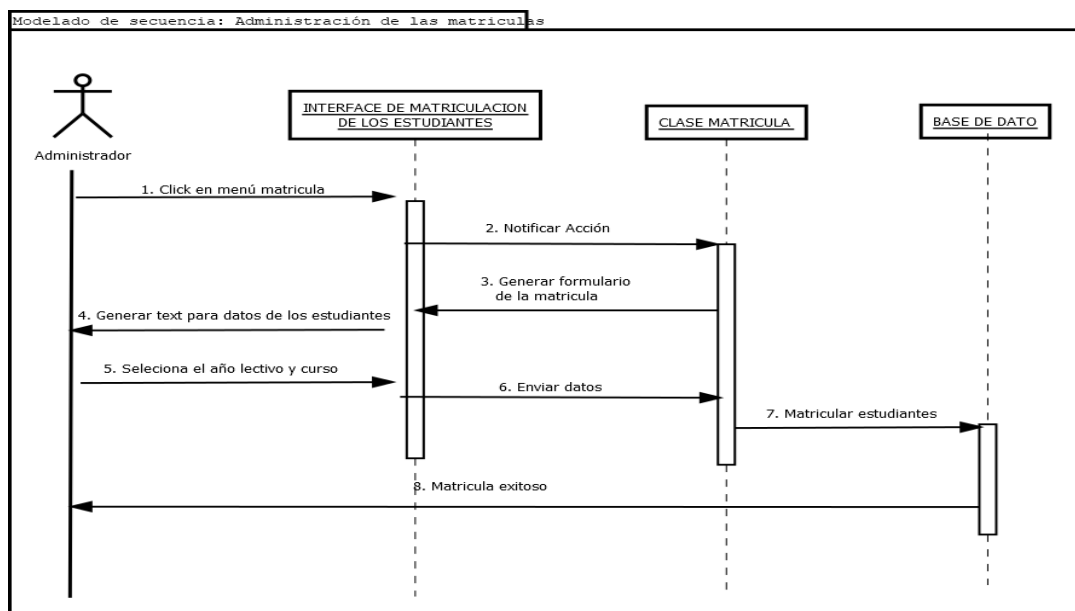 Modelado de secuencia: Administración de las matriculas
INTERFACE DE MATRICULACION
DE LOS ESTUDIANTES
CLASE MATRICULA
BASE DE DATO
Administrador
1. Click en menú matricula
2. Notificar Acción
3. Generar formulario
de la matricula
4. Generar text para datos de los estudiantes
5. Seleciona el año lectivo y curso
6. Enviar datos
7. Matricular estudiantes
8. Matricula exitoso